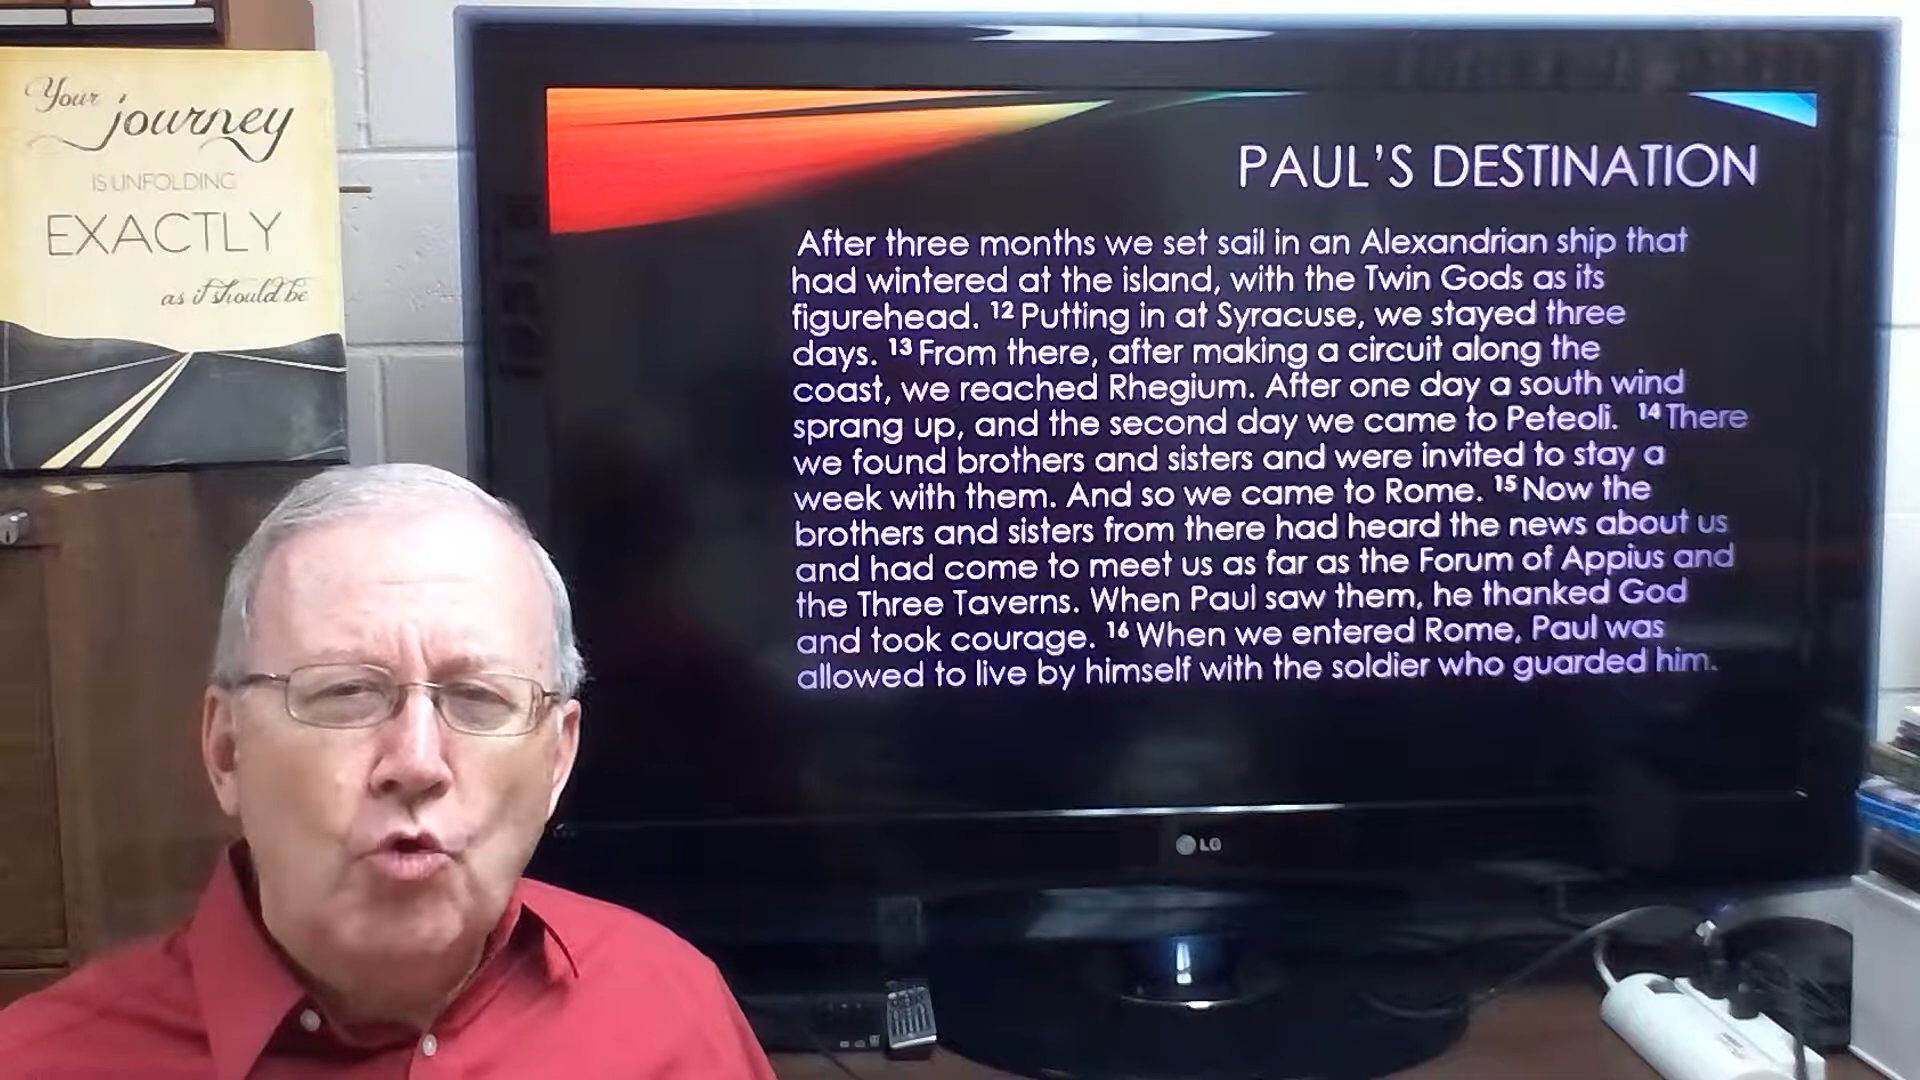 Your
journey
IS UNFOLDING
EXACTLY
as it should be
PAUL'S DESTINATION
After three months we set sail in an Alexandrian ship that
had wintered at the island, with the Twin Gods as its
figurehead. 12 Putting in at Syracuse, we stayed three
days. 13 From there, after making a circuit along the
coast, we reached Rhegium. After one day a south wind
sprang up, and the second day we came to Peteoli. 14 There
we found brothers and sisters and were invited to stay a
week with them. And so we came to Rome. 15 Now the
brothers and sisters from there had heard the news about us
and had come to meet us as far as the Forum of Appius and
the Three Taverns. When Paul saw them, he thanked God
and took courage. 16 When we entered Rome, Paul was
allowed to live by himself with the soldier who guarded him.
LG